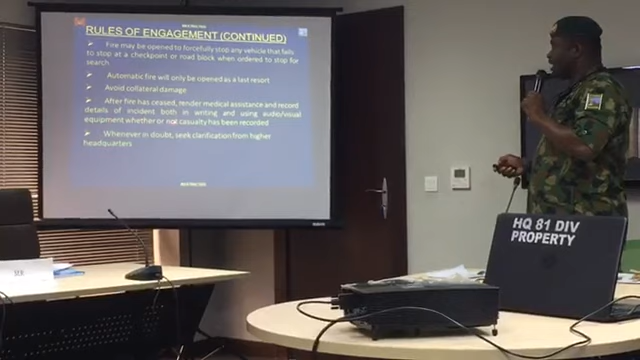 RESTRICTED
RULES OF ENGAGEMENT (CONTINUED)
Fire may be opened to forcefully stop any vehicle that fails
to stop at a checkpoint or road block when ordered to stop for
search
Automatic fire will only be opened as a last resort
Avoid collateral damage
After fire has ceased, render medical assistance and record
details of incident both in writing and using audio/visual
equipment whether or not casualty has been recorded
Whenever in doubt, seek clarification from higher
headquarters
RESTRICTED
HQ 81 DIV
PROPERTY